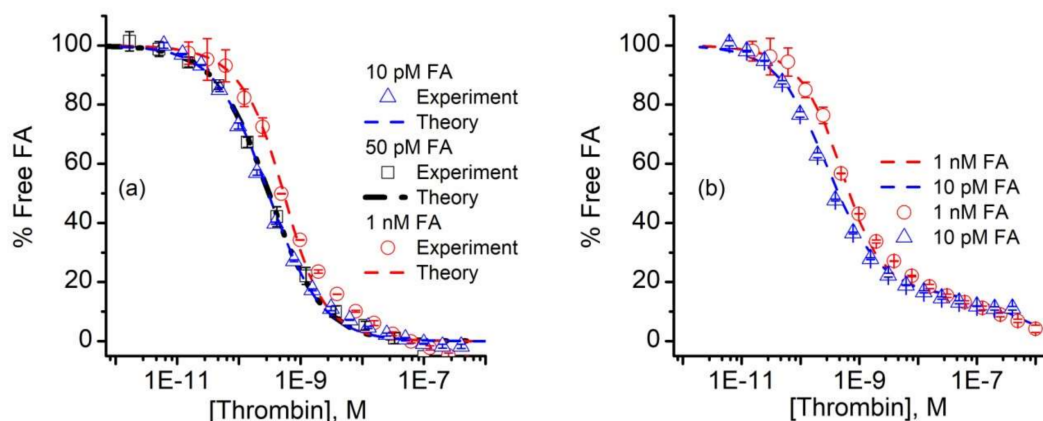 100
80
60
40
20
0
% Free FA
(a)
10 pM FA
Experiment
Theory
50 pM FA
Experiment
Theory
1 nM FA
Experiment
Theory
1E-11
1E-9
1E-7
[Thrombin], M
100
80
60
40
20
0
% Free FA
(b)
1 nM FA
10 pM FA
1 nM FA
10 pM FA
1E-11
1E-9
1E-7
[Thrombin], M